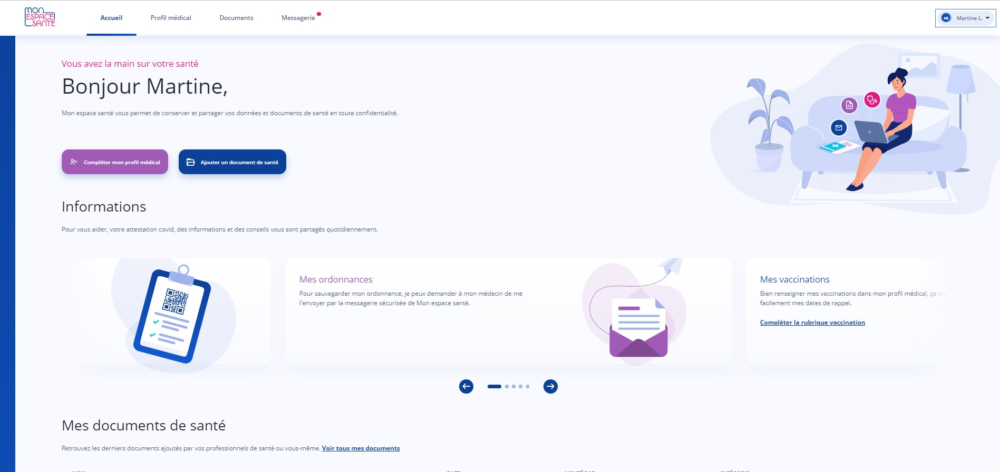 MON
ESPACE
SANTÉ
Accueil
Profil médical
Documents
Messagerie
ML
Martine L.
Vous avez la main sur votre santé
Bonjour Martine,
Mon espace santé vous permet de conserver et partager vos données et documents de santé en toute confidentialité.
Compléter mon profil médical
Ajouter un document de santé
Informations
Pour vous aider, votre attestation covid, des informations et des conseils vous sont partagés quotidiennement.
Mes ordonnances
Pour sauvegarder mon ordonnance, je peux demander à mon médecin de me
l'envoyer par la messagerie sécurisée de Mon espace santé.
Mes vaccinations
Bien renseigner mes vaccinations dans mon profil médical, ça
facilement mes dates de rappel.
Compléter la rubrique vaccination
Mes documents de santé
Retrouvez les derniers documents ajoutés par vos professionnels de santé ou vous-même. Voir tous mes documents